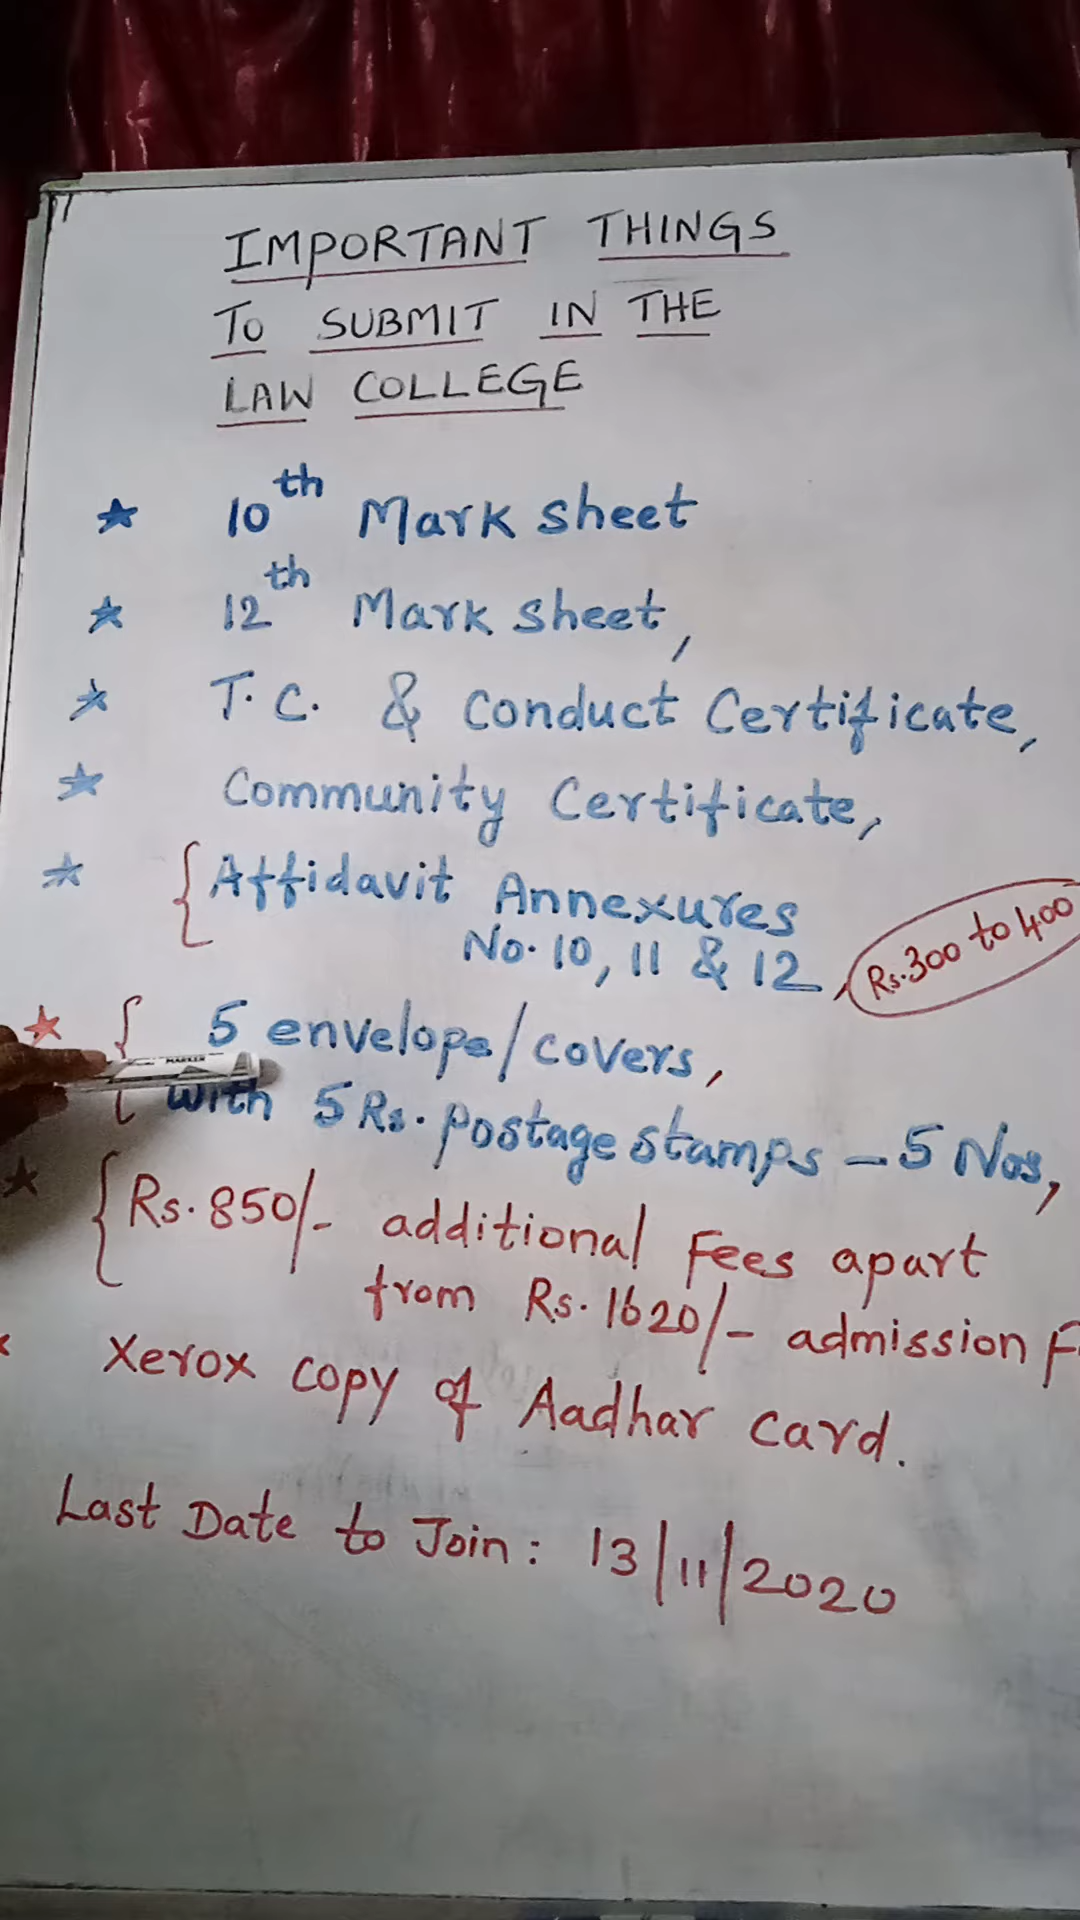 IMPORTANT THINGS
TO SUBMIT IN THE
LAW COLLEGE
★ 10th Mark sheet
★ 12th Mark sheet,
★ T.C. & Conduct Certificate,
★ Community Certificate,
★ { Affidavit Annexures
No. 10, 11 & 12, Rs. 300 to 400
★ { 5 envelope/covers,
MARKER
with 5 Rs. postage stamps - 5 Nos,
★ { Rs. 850/- additional Fees apart
from Rs. 1620/- admission F
Xerox copy of Aadhar card.
Last Date to Join: 13/11/2020